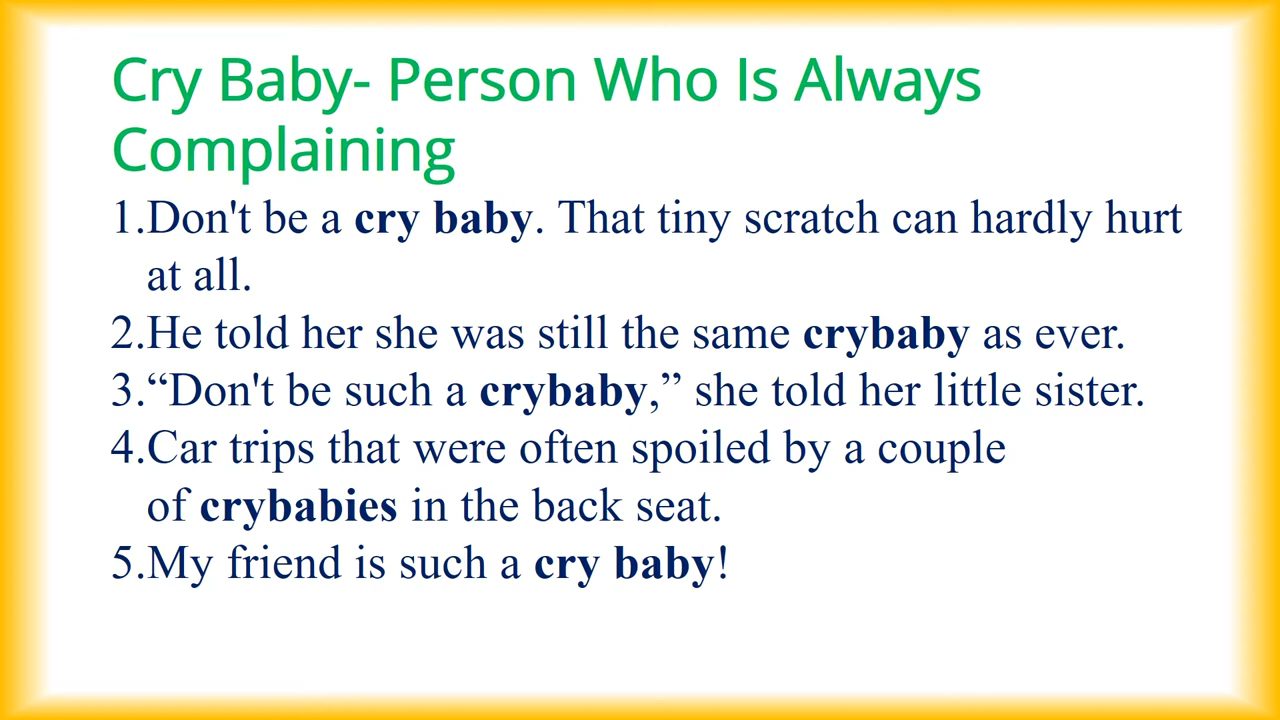 Cry Baby- Person Who Is Always
Complaining
1.Don't be a cry baby. That tiny scratch can hardly hurt
at all.
2.He told her she was still the same crybaby as ever.
3.“Don't be such a crybaby,” she told her little sister.
4.Car trips that were often spoiled by a couple
of crybabies in the back seat.
5.My friend is such a cry baby!